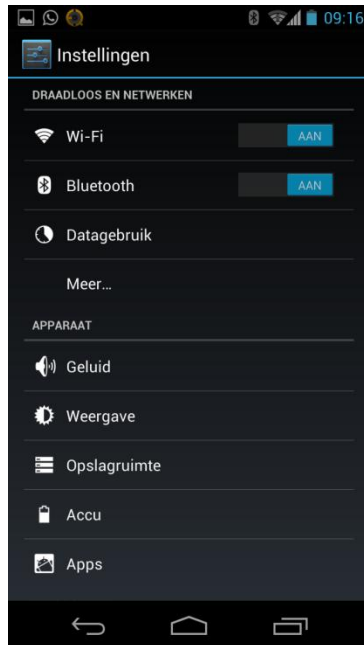 09:16
Instellingen
DRAADLOOS EN NETWERKEN
Wi-Fi AAN
Bluetooth AAN
Datagebruik
Meer...
APPARAAT
Geluid
Weergave
Opslagruimte
Accu
Apps